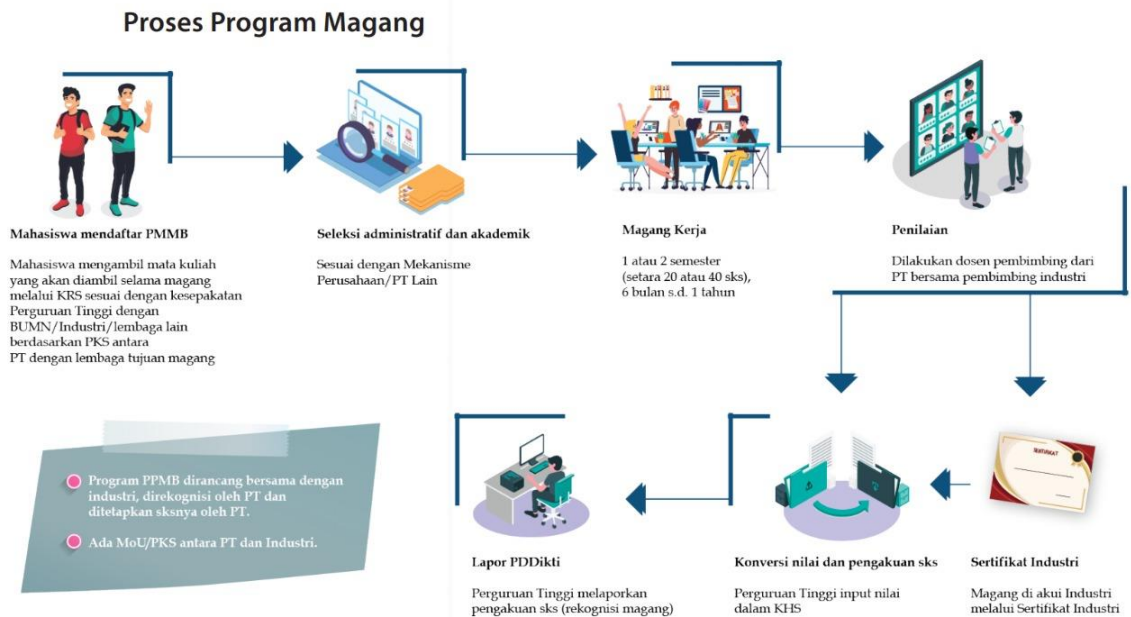 Proses Program Magang
Mahasiswa mendaftar PMMB
Mahasiswa mengambil mata kuliah
yang akan diambil selama magang
melalui KRS sesuai dengan kesepakatan
Perguruan Tinggi dengan
BUMN/Industri/lembaga lain
berdasarkan PKS antara
PT dengan lembaga tujuan magang
Seleksi administratif dan akademik
Sesuai dengan Mekanisme
Perusahaan/PT Lain
Magang Kerja
1 atau 2 semester
(setara 20 atau 40 sks),
6 bulan s.d. 1 tahun
Penilaian
Dilakukan dosen pembimbing dari
PT bersama pembimbing industri
SERTIFIKAT
Sertifikat Industri
Magang di akui Industri
melalui Sertifikat Industri
Konversi nilai dan pengakuan sks
Perguruan Tinggi input nilai
dalam KHS
Lapor PDDikti
Perguruan Tinggi melaporkan
pengakuan sks (rekognisi magang)
Program PPMB dirancang bersama dengan
industri, direkognisi oleh PT dan
ditetapkan sksnya oleh PT.
Ada MoU/PKS antara PT dan Industri.